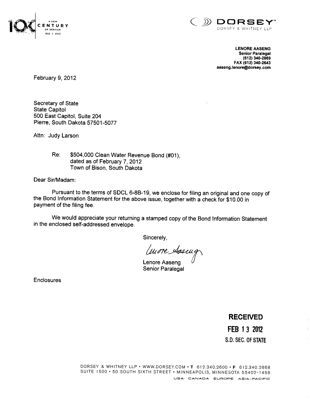 A NEW
CENTURY
OF SERVICE
DORSEY
DORSEY & WHITNEY LLP
LENORE AASENG
Senior Paralegal
(612) 340-2869
FAX (612) 340-2643
aaseng.lenore@dorsey.com
February 9, 2012
Secretary of State
State Capitol
500 East Capitol, Suite 204
Pierre, South Dakota 57501-5077
Attn: Judy Larson
Re: $504,000 Clean Water Revenue Bond (#01),
dated as of February 7, 2012
Town of Bison, South Dakota
Dear Sir/Madam:
Pursuant to the terms of SDCL 6-8B-19, we enclose for filing an original and one copy of
the Bond Information Statement for the above issue, together with a check for $10.00 in
payment of the filing fee.
We would appreciate your returning a stamped copy of the Bond Information Statement
in the enclosed self-addressed envelope.
Sincerely,
Lenore Aaseng
Lenore Aaseng
Senior Paralegal
Enclosures
RECEIVED
FEB 13 2012
S.D. SEC. OF STATE
DORSEY & WHITNEY LLP • WWW.DORSEY.COM • T 612.340.2600 • F 612.340.2868
SUITE 1500 • 50 SOUTH SIXTH STREET • MINNEAPOLIS, MINNESOTA 55402-1498
USA CANADA EUROPE ASIA-PACIFIC